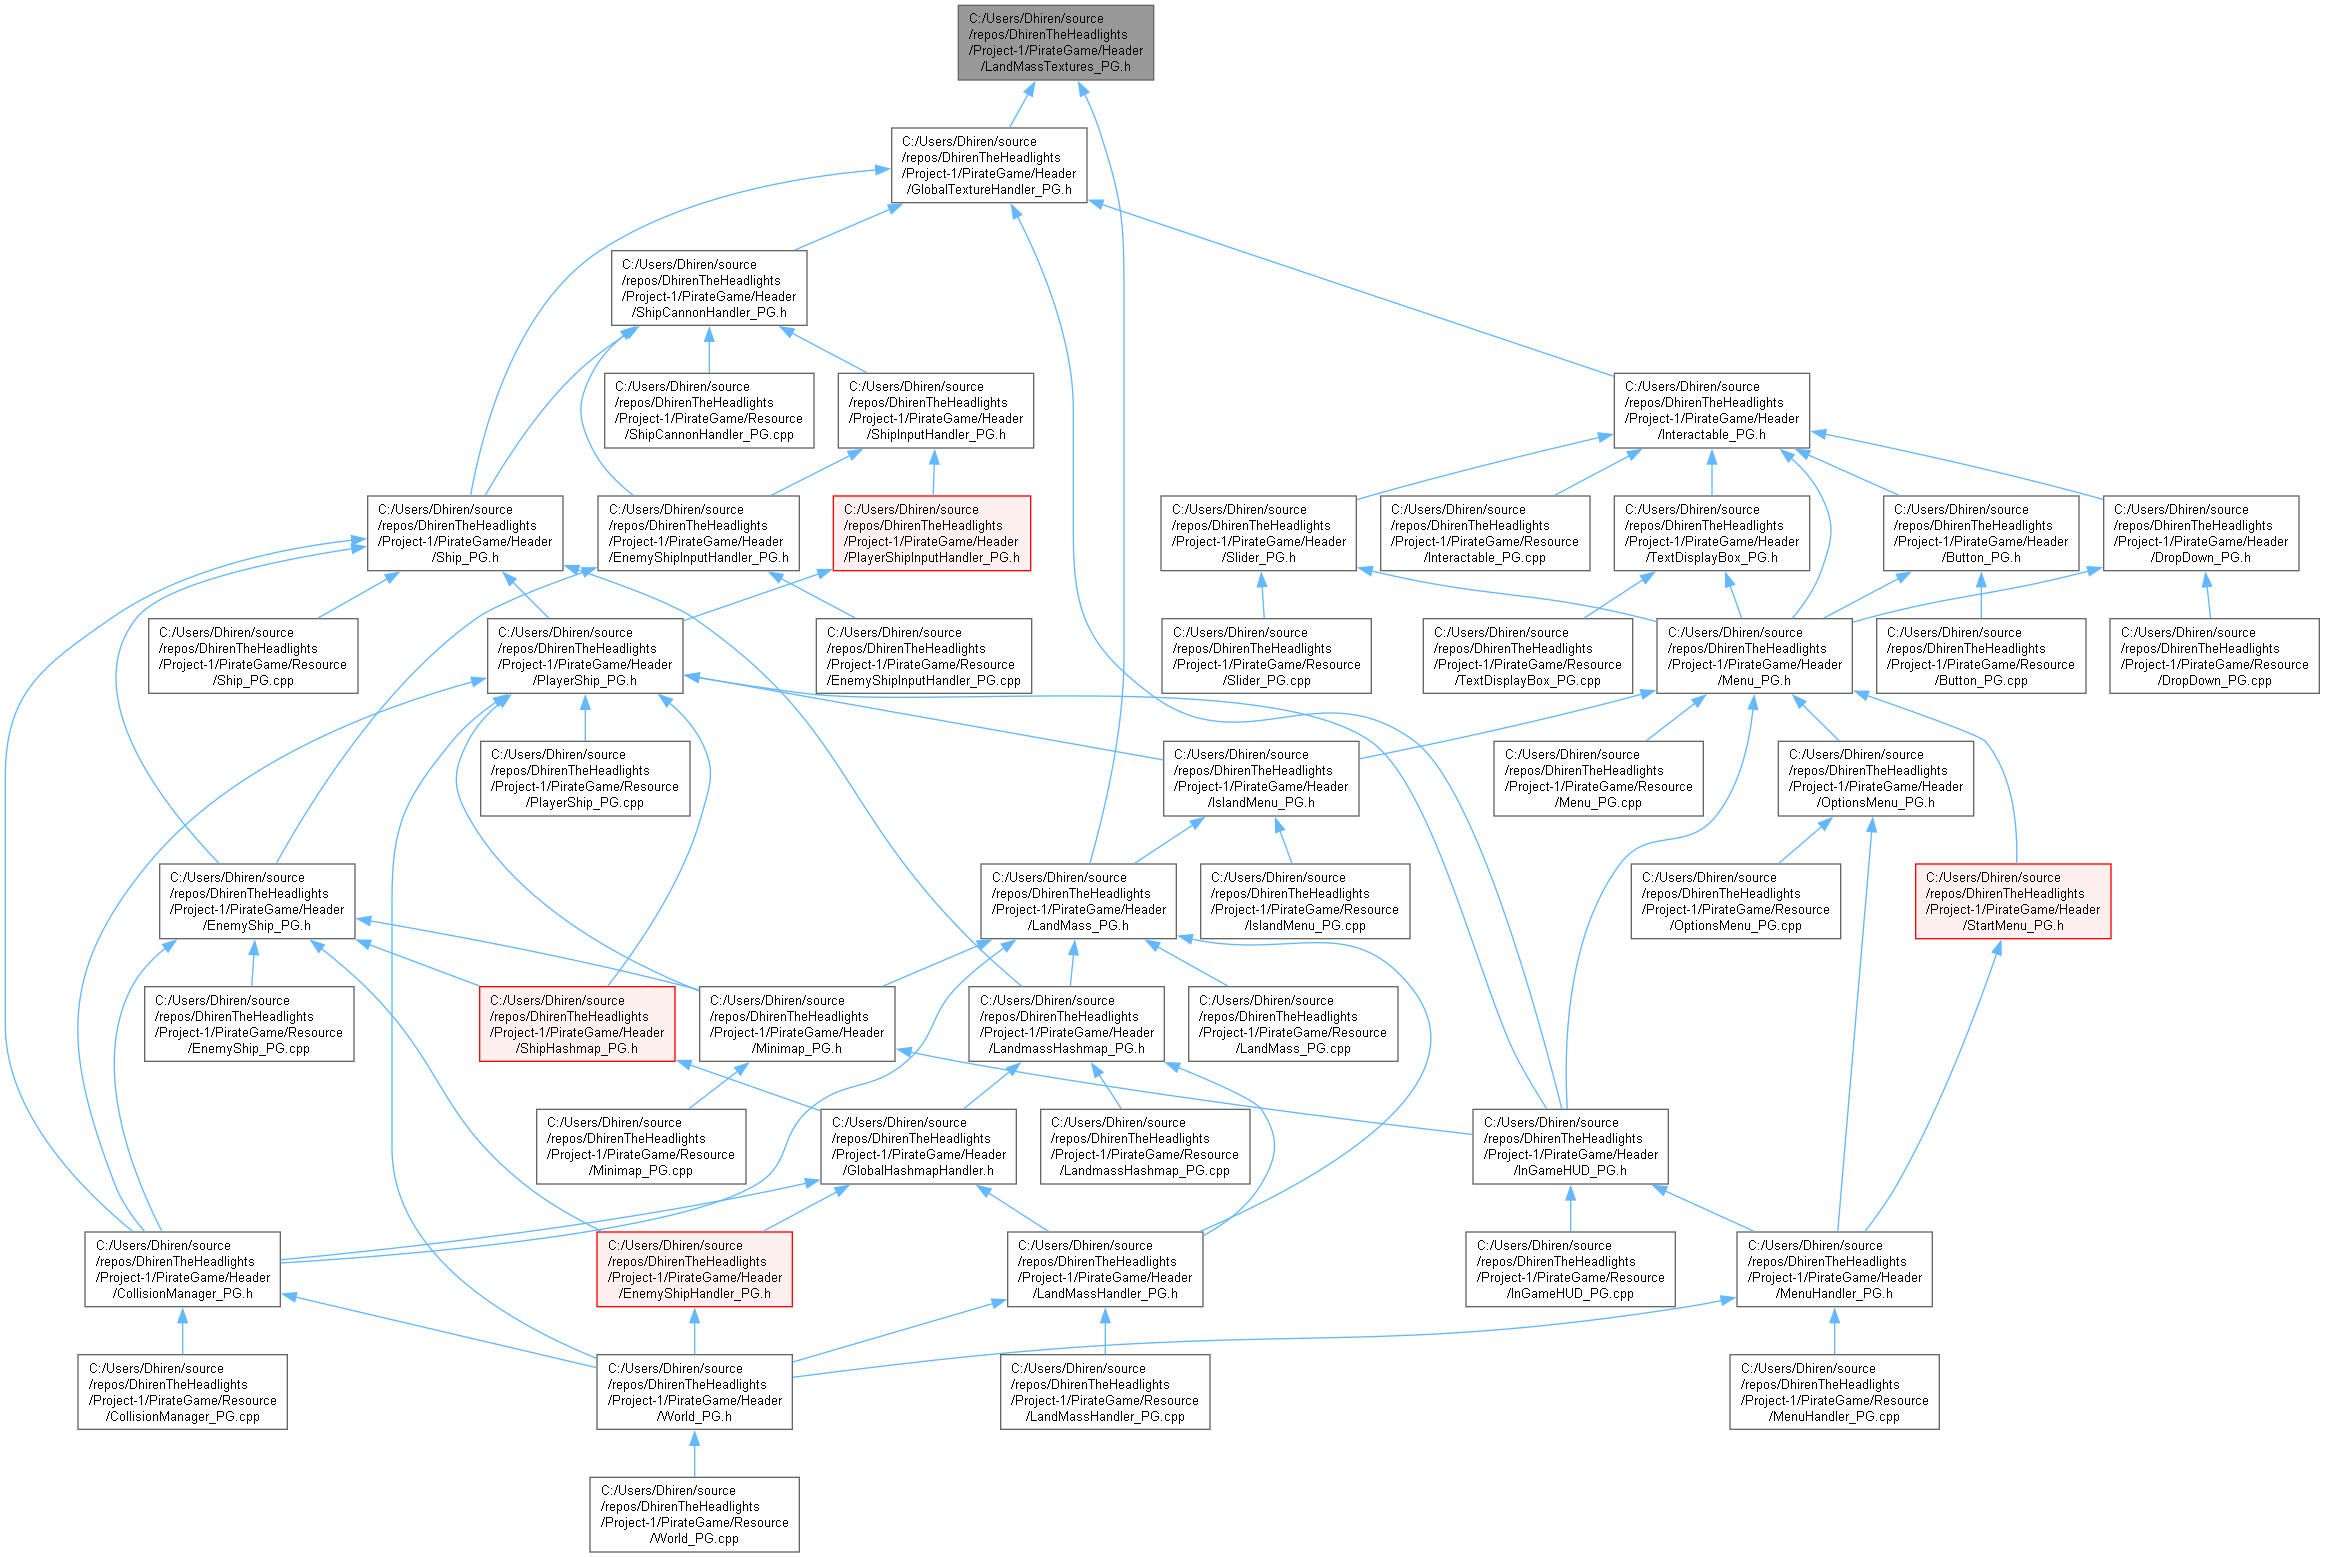 C:/Users/Dhiren/source
/repos/DhirenTheHeadlights
/Project-1/PirateGame/Header
/LandMassTextures_PG.h
C:/Users/Dhiren/source
/repos/DhirenTheHeadlights
/Project-1/PirateGame/Header
/GlobalTextureHandler_PG.h
C:/Users/Dhiren/source
/repos/DhirenTheHeadlights
/Project-1/PirateGame/Header
/ShipCannonHandler_PG.h
C:/Users/Dhiren/source
/repos/DhirenTheHeadlights
/Project-1/PirateGame/Resource
/ShipCannonHandler_PG.cpp
C:/Users/Dhiren/source
/repos/DhirenTheHeadlights
/Project-1/PirateGame/Header
/ShipInputHandler_PG.h
C:/Users/Dhiren/source
/repos/DhirenTheHeadlights
/Project-1/PirateGame/Header
/Interactable_PG.h
C:/Users/Dhiren/source
/repos/DhirenTheHeadlights
/Project-1/PirateGame/Header
/Ship_PG.h
C:/Users/Dhiren/source
/repos/DhirenTheHeadlights
/Project-1/PirateGame/Header
/EnemyShipInputHandler_PG.h
C:/Users/Dhiren/source
/repos/DhirenTheHeadlights
/Project-1/PirateGame/Header
/PlayerShipInputHandler_PG.h
C:/Users/Dhiren/source
/repos/DhirenTheHeadlights
/Project-1/PirateGame/Header
/Slider_PG.h
C:/Users/Dhiren/source
/repos/DhirenTheHeadlights
/Project-1/PirateGame/Resource
/Interactable_PG.cpp
C:/Users/Dhiren/source
/repos/DhirenTheHeadlights
/Project-1/PirateGame/Header
/TextDisplayBox_PG.h
C:/Users/Dhiren/source
/repos/DhirenTheHeadlights
/Project-1/PirateGame/Header
/Button_PG.h
C:/Users/Dhiren/source
/repos/DhirenTheHeadlights
/Project-1/PirateGame/Header
/DropDown_PG.h
C:/Users/Dhiren/source
/repos/DhirenTheHeadlights
/Project-1/PirateGame/Resource
/Ship_PG.cpp
C:/Users/Dhiren/source
/repos/DhirenTheHeadlights
/Project-1/PirateGame/Header
/PlayerShip_PG.h
C:/Users/Dhiren/source
/repos/DhirenTheHeadlights
/Project-1/PirateGame/Resource
/EnemyShipInputHandler_PG.cpp
C:/Users/Dhiren/source
/repos/DhirenTheHeadlights
/Project-1/PirateGame/Resource
/Slider_PG.cpp
C:/Users/Dhiren/source
/repos/DhirenTheHeadlights
/Project-1/PirateGame/Resource
/TextDisplayBox_PG.cpp
C:/Users/Dhiren/source
/repos/DhirenTheHeadlights
/Project-1/PirateGame/Header
/Menu_PG.h
C:/Users/Dhiren/source
/repos/DhirenTheHeadlights
/Project-1/PirateGame/Resource
/Button_PG.cpp
C:/Users/Dhiren/source
/repos/DhirenTheHeadlights
/Project-1/PirateGame/Resource
/DropDown_PG.cpp
C:/Users/Dhiren/source
/repos/DhirenTheHeadlights
/Project-1/PirateGame/Resource
/PlayerShip_PG.cpp
C:/Users/Dhiren/source
/repos/DhirenTheHeadlights
/Project-1/PirateGame/Header
/IslandMenu_PG.h
C:/Users/Dhiren/source
/repos/DhirenTheHeadlights
/Project-1/PirateGame/Resource
/Menu_PG.cpp
C:/Users/Dhiren/source
/repos/DhirenTheHeadlights
/Project-1/PirateGame/Header
/OptionsMenu_PG.h
C:/Users/Dhiren/source
/repos/DhirenTheHeadlights
/Project-1/PirateGame/Header
/EnemyShip_PG.h
C:/Users/Dhiren/source
/repos/DhirenTheHeadlights
/Project-1/PirateGame/Header
/LandMass_PG.h
C:/Users/Dhiren/source
/repos/DhirenTheHeadlights
/Project-1/PirateGame/Resource
/IslandMenu_PG.cpp
C:/Users/Dhiren/source
/repos/DhirenTheHeadlights
/Project-1/PirateGame/Resource
/OptionsMenu_PG.cpp
C:/Users/Dhiren/source
/repos/DhirenTheHeadlights
/Project-1/PirateGame/Header
/StartMenu_PG.h
C:/Users/Dhiren/source
/repos/DhirenTheHeadlights
/Project-1/PirateGame/Resource
/EnemyShip_PG.cpp
C:/Users/Dhiren/source
/repos/DhirenTheHeadlights
/Project-1/PirateGame/Header
/ShipHashmap_PG.h
C:/Users/Dhiren/source
/repos/DhirenTheHeadlights
/Project-1/PirateGame/Header
/Minimap_PG.h
C:/Users/Dhiren/source
/repos/DhirenTheHeadlights
/Project-1/PirateGame/Header
/LandmassHashmap_PG.h
C:/Users/Dhiren/source
/repos/DhirenTheHeadlights
/Project-1/PirateGame/Resource
/LandMass_PG.cpp
C:/Users/Dhiren/source
/repos/DhirenTheHeadlights
/Project-1/PirateGame/Resource
/Minimap_PG.cpp
C:/Users/Dhiren/source
/repos/DhirenTheHeadlights
/Project-1/PirateGame/Header
/GlobalHashmapHandler.h
C:/Users/Dhiren/source
/repos/DhirenTheHeadlights
/Project-1/PirateGame/Resource
/LandmassHashmap_PG.cpp
C:/Users/Dhiren/source
/repos/DhirenTheHeadlights
/Project-1/PirateGame/Header
/InGameHUD_PG.h
C:/Users/Dhiren/source
/repos/DhirenTheHeadlights
/Project-1/PirateGame/Header
/CollisionManager_PG.h
C:/Users/Dhiren/source
/repos/DhirenTheHeadlights
/Project-1/PirateGame/Header
/EnemyShipHandler_PG.h
C:/Users/Dhiren/source
/repos/DhirenTheHeadlights
/Project-1/PirateGame/Header
/LandMassHandler_PG.h
C:/Users/Dhiren/source
/repos/DhirenTheHeadlights
/Project-1/PirateGame/Resource
/InGameHUD_PG.cpp
C:/Users/Dhiren/source
/repos/DhirenTheHeadlights
/Project-1/PirateGame/Header
/MenuHandler_PG.h
C:/Users/Dhiren/source
/repos/DhirenTheHeadlights
/Project-1/PirateGame/Resource
/CollisionManager_PG.cpp
C:/Users/Dhiren/source
/repos/DhirenTheHeadlights
/Project-1/PirateGame/Header
/World_PG.h
C:/Users/Dhiren/source
/repos/DhirenTheHeadlights
/Project-1/PirateGame/Resource
/LandMassHandler_PG.cpp
C:/Users/Dhiren/source
/repos/DhirenTheHeadlights
/Project-1/PirateGame/Resource
/MenuHandler_PG.cpp
C:/Users/Dhiren/source
/repos/DhirenTheHeadlights
/Project-1/PirateGame/Resource
/World_PG.cpp